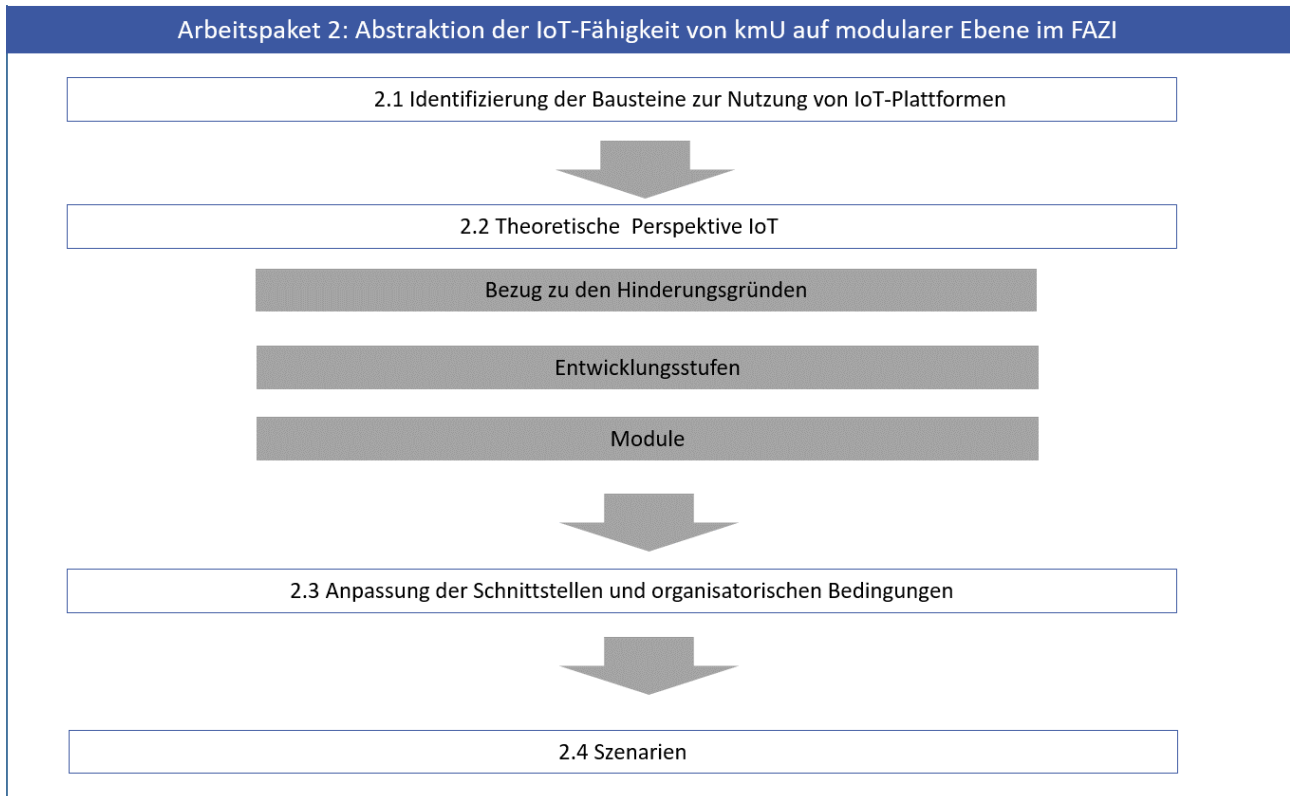 Arbeitspaket 2: Abstraktion der IoT-Fähigkeit von kmU auf modularer Ebene im FAZI
2.1 Identifizierung der Bausteine zur Nutzung von IoT-Plattformen
2.2 Theoretische  Perspektive IoT
Bezug zu den Hinderungsgründen
Entwicklungsstufen
Module
2.3 Anpassung der Schnittstellen und organisatorischen Bedingungen
2.4 Szenarien